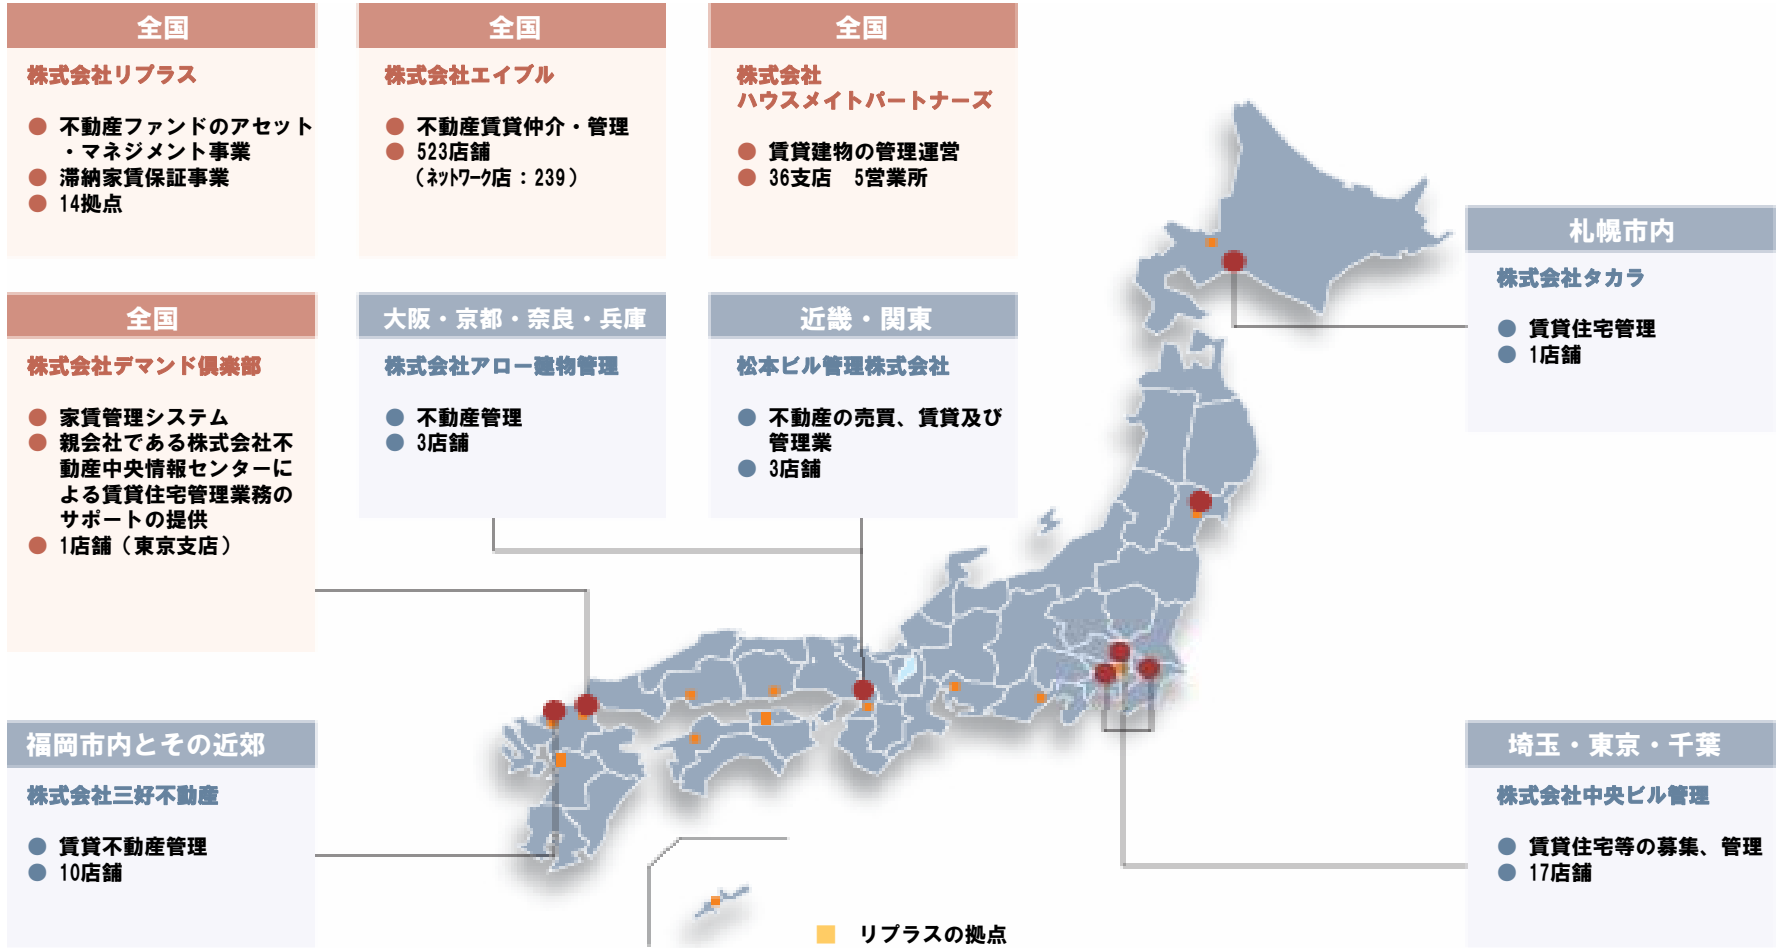 全国
株式会社リプラス
● 不動産ファンドのアセット
・マネジメント事業
● 滞納家賃保証事業
● 14拠点
全国
株式会社エイブル
● 不動産賃貸仲介・管理
● 523店舗
（ﾈｯﾄﾜｰｸ店：239）
全国
株式会社
ハウスメイトパートナーズ
● 賃貸建物の管理運営
● 36支店　5営業所
札幌市内
株式会社タカラ
● 賃貸住宅管理
● 1店舗
全国
株式会社デマンド倶楽部
● 家賃管理システム
● 親会社である株式会社不
動産中央情報センターに
よる賃貸住宅管理業務の
サポートの提供
● 1店舗（東京支店）
大阪・京都・奈良・兵庫
株式会社アロー建物管理
● 不動産管理
● 3店舗
近畿・関東
松本ビル管理株式会社
● 不動産の売買、賃貸及び
管理業
● 3店舗
福岡市内とその近郊
株式会社三好不動産
● 賃貸不動産管理
● 10店舗
埼玉・東京・千葉
株式会社中央ビル管理
● 賃貸住宅等の募集、管理
● 17店舗
リプラスの拠点